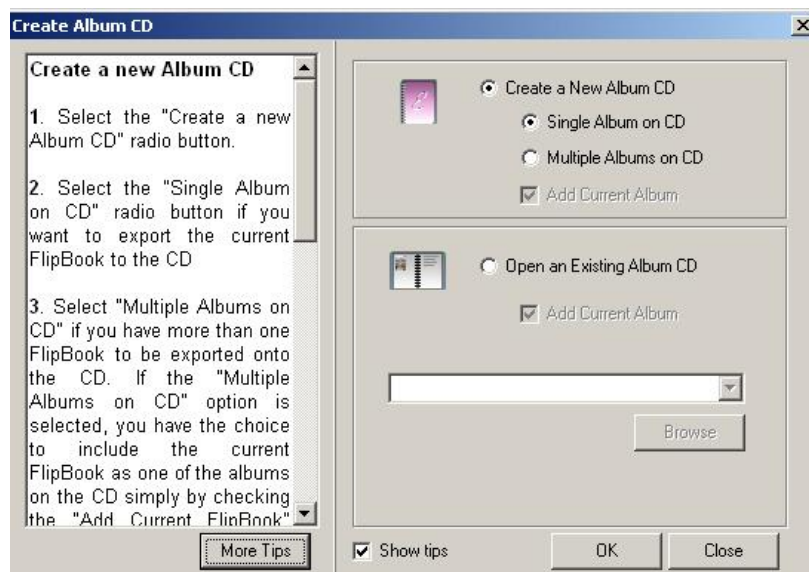 Create Album CD
Create a new Album CD
1. Select the "Create a new
Album CD" radio button.
2. Select the "Single Album
on CD" radio button if you
want to export the current
FlipBook to the CD
3. Select "Multiple Albums on
CD" if you have more than one
FlipBook to be exported onto
the CD. If the "Multiple
Albums on CD" option is
selected, you have the choice
to include the current
FlipBook as one of the albums
on the CD simply by checking
the "Add Current FlipBook"
More Tips
Create a New Album CD
Single Album on CD
Multiple Albums on CD
Add Current Album
Open an Existing Album CD
Add Current Album
Browse
Show tips
OK
Close